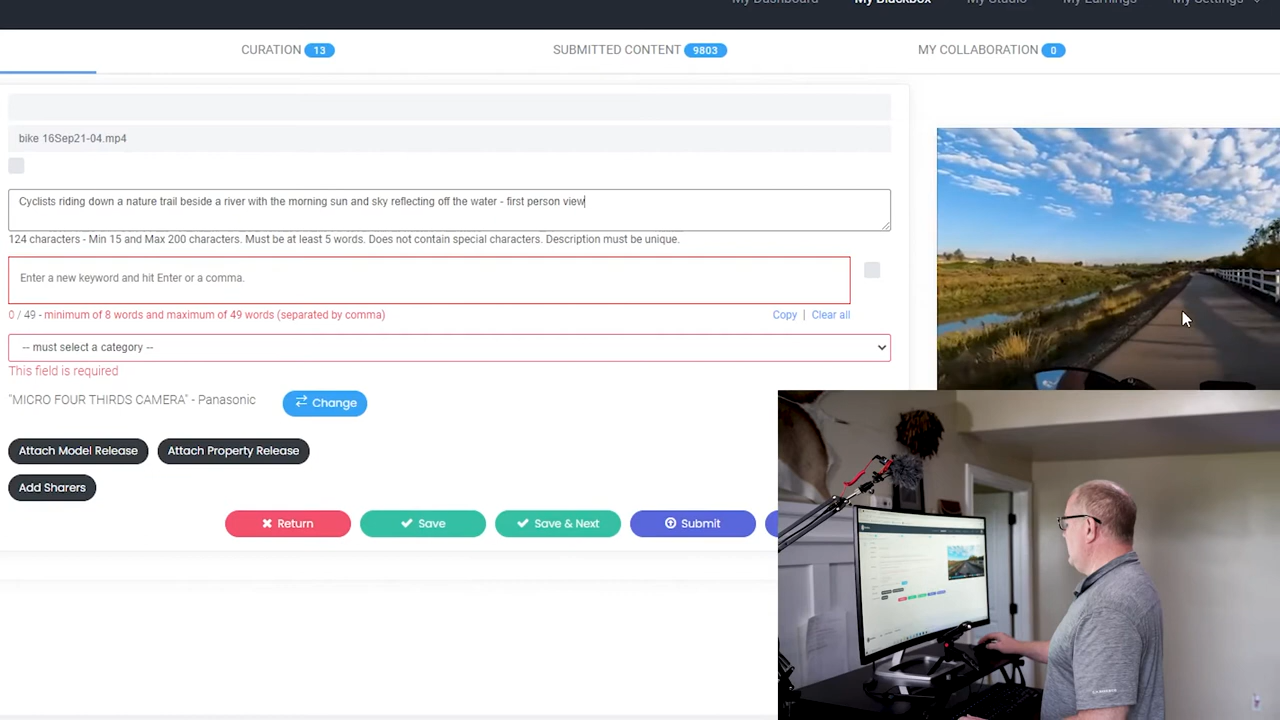 My Dashboard My Blackbox My Studio My Earnings My Settings
CURATION 13 SUBMITTED CONTENT 9803 MY COLLABORATION 0
bike 16Sep21-04.mp4
Cyclists riding down a nature trail beside a river with the morning sun and sky reflecting off the water - first person view
124 characters - Min 15 and Max 200 characters. Must be at least 5 words. Does not contain special characters. Description must be unique.
Enter a new keyword and hit Enter or a comma.
0 / 49 - minimum of 8 words and maximum of 49 words (separated by comma) Copy | Clear all
-- must select a category --
This field is required
"MICRO FOUR THIRDS CAMERA" - Panasonic Change
Attach Model Release Attach Property Release
Add Sharers
Return Save Save & Next Submit